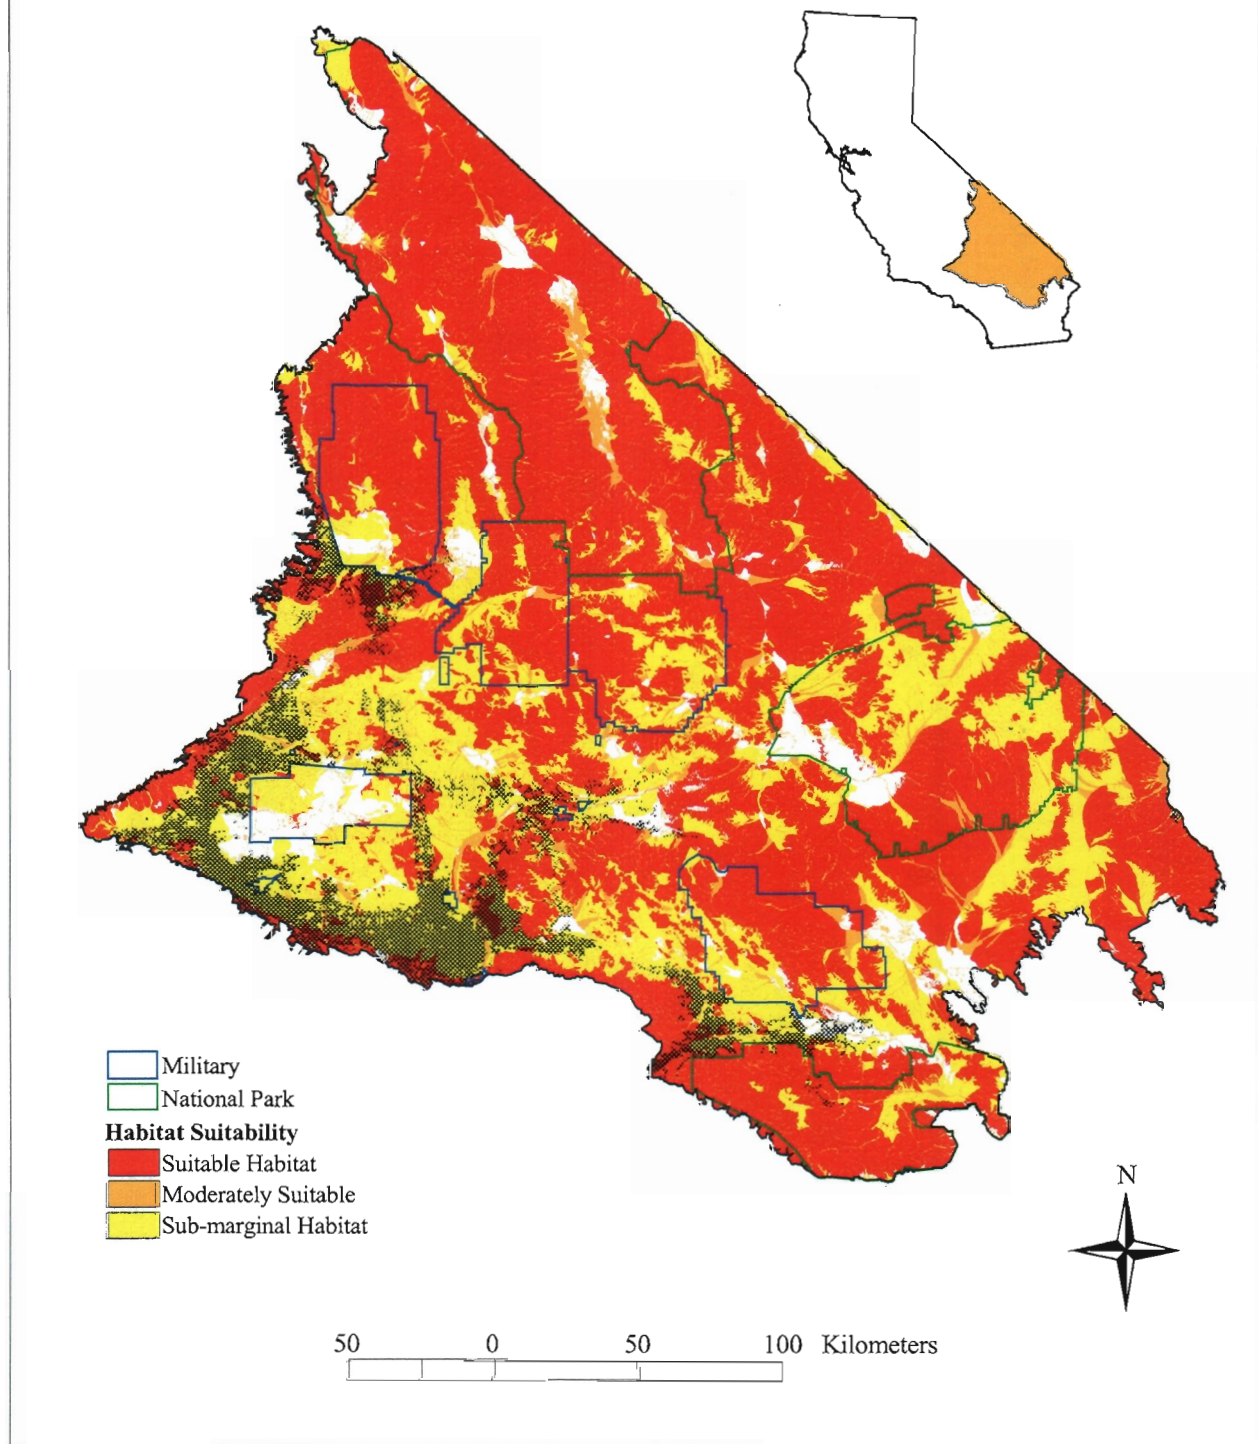 Military
National Park
Habitat Suitability
Suitable Habitat
Moderately Suitable
Sub-marginal Habitat
N
50 0 50 100 Kilometers